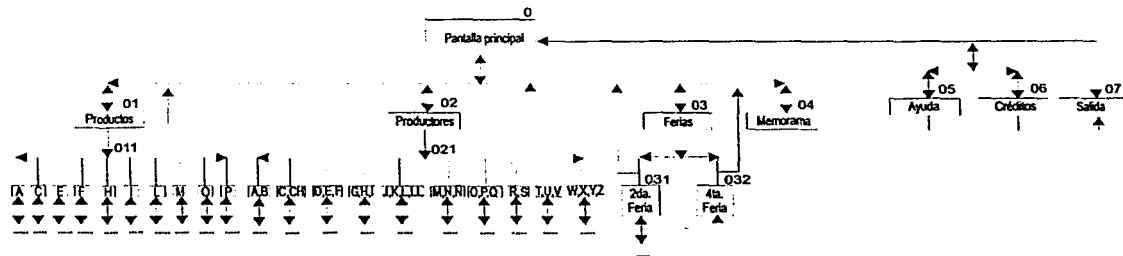 0
Pantalla principal
01
Productos
011
02
Productores
021
03
Ferias
04
Memorama
05
Ayuda
06
Créditos
07
Salida
A C E F H I L M O P
A,B C,CH D,E,F G,H,I J,K,L,LL M,N,Ñ O,P,Q R,S T,U,V W,X,Y,Z
031
2da.
Feria
032
4ta.
Feria